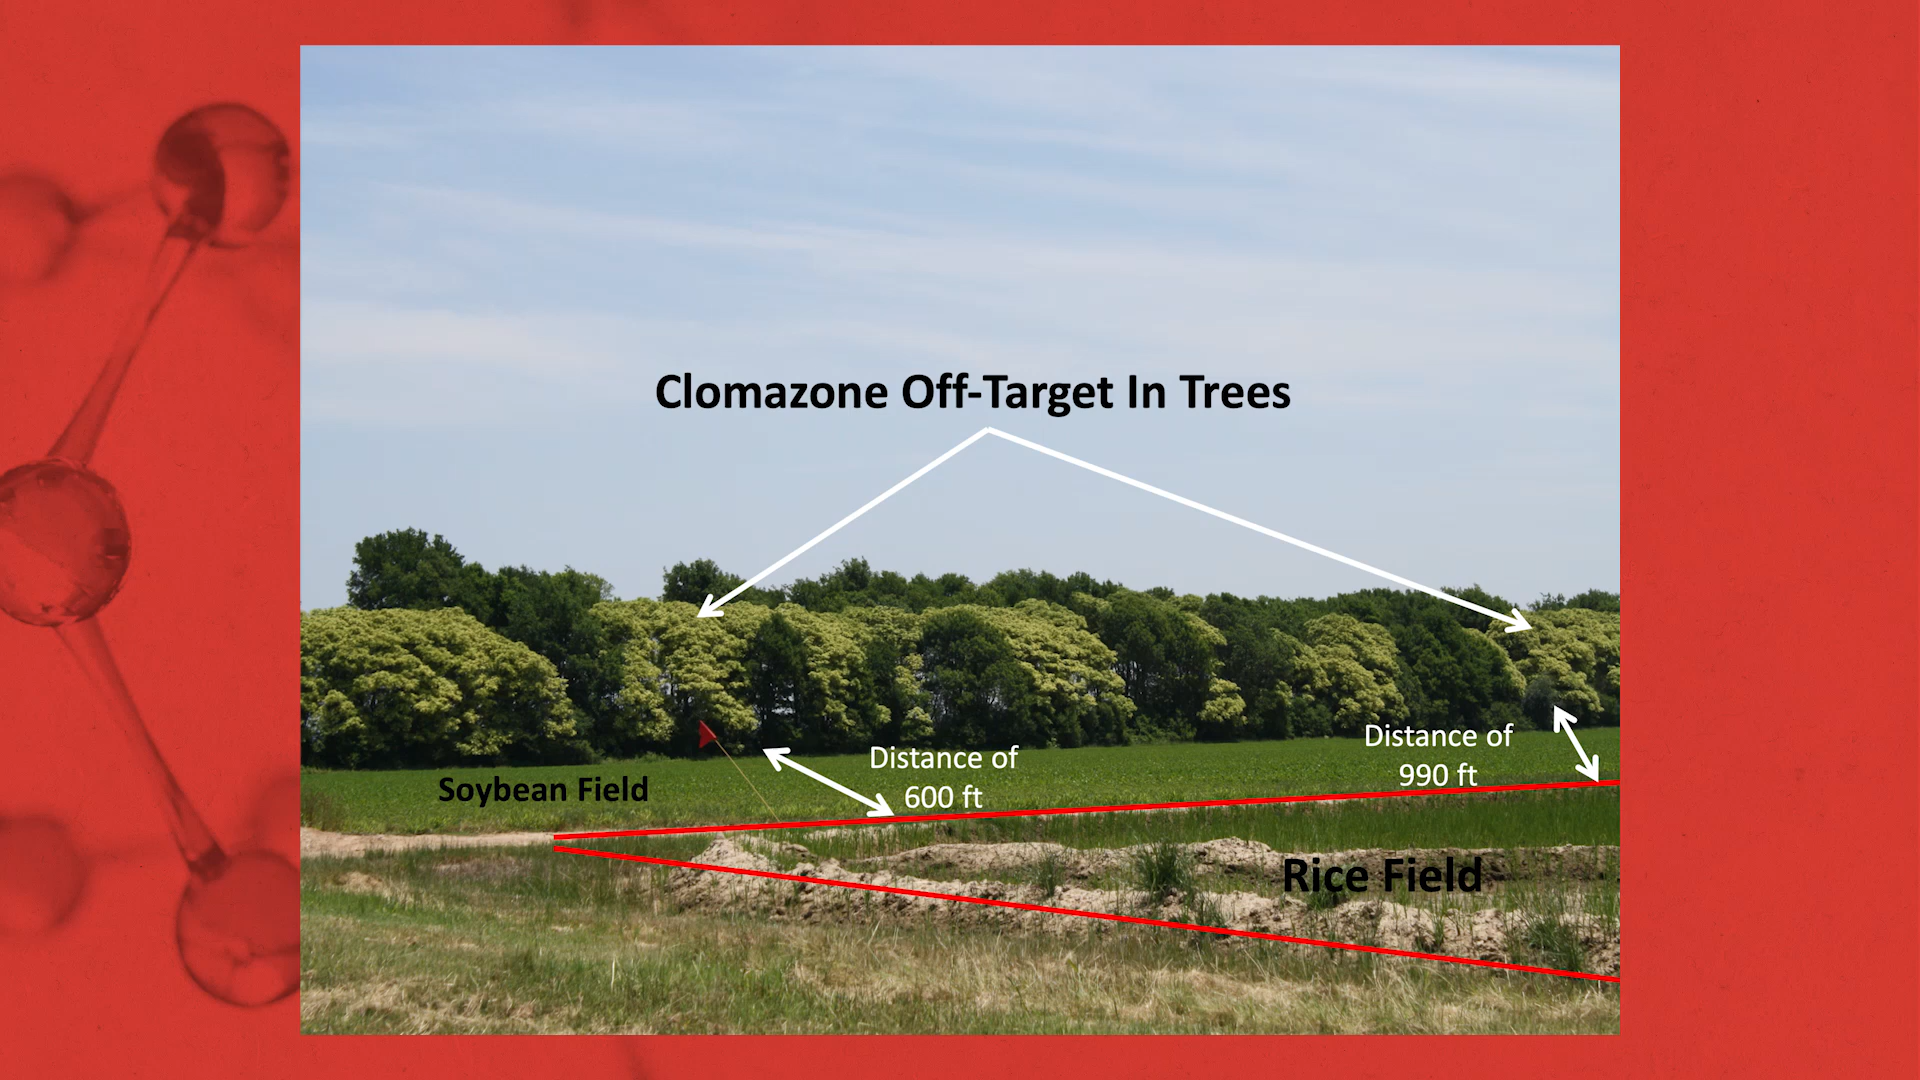 Clomazone Off-Target In Trees
Distance of
990 ft
Distance of
600 ft
Soybean Field
Rice Field